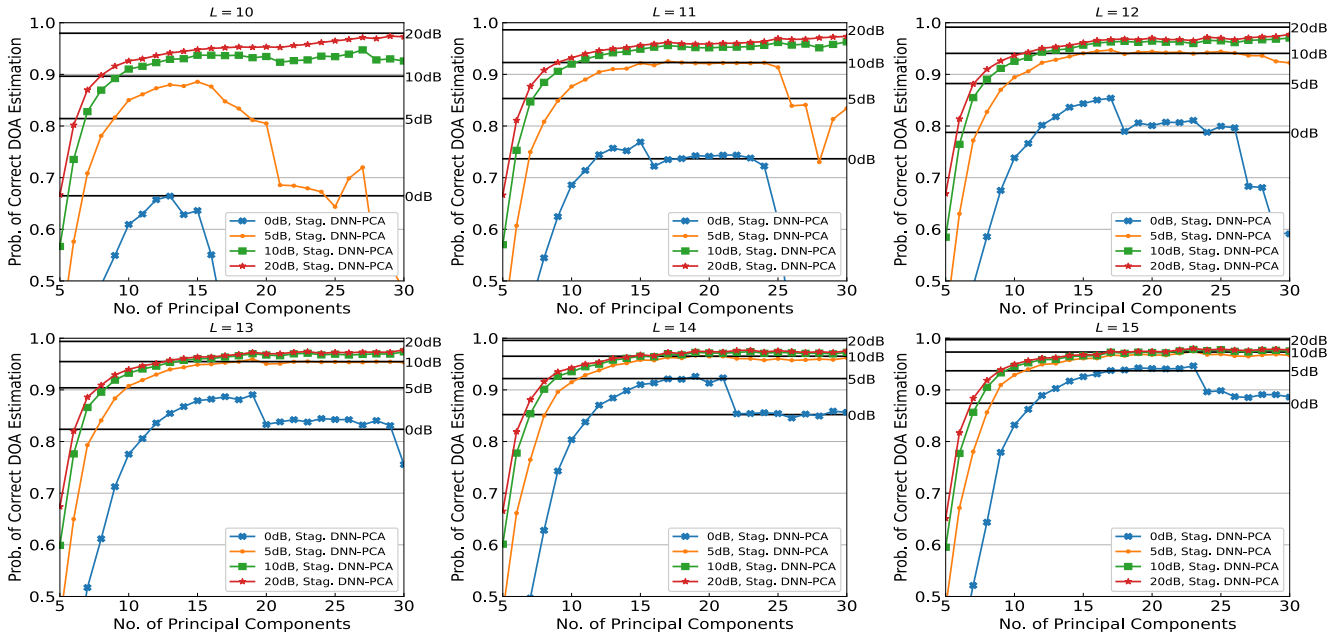 L = 10
1.0
0.9
0.8
0.7
0.6
0.5
Prob. of Correct DOA Estimation
20dB
10dB
5dB
0dB
0dB, Stag. DNN-PCA
5dB, Stag. DNN-PCA
10dB, Stag. DNN-PCA
20dB, Stag. DNN-PCA
5 10 15 20 25 30
No. of Principal Components
L = 11
1.0
0.9
0.8
0.7
0.6
0.5
Prob. of Correct DOA Estimation
20dB
10dB
5dB
0dB
0dB, Stag. DNN-PCA
5dB, Stag. DNN-PCA
10dB, Stag. DNN-PCA
20dB, Stag. DNN-PCA
5 10 15 20 25 30
No. of Principal Components
L = 12
1.0
0.9
0.8
0.7
0.6
0.5
Prob. of Correct DOA Estimation
20dB
10dB
5dB
0dB
0dB, Stag. DNN-PCA
5dB, Stag. DNN-PCA
10dB, Stag. DNN-PCA
20dB, Stag. DNN-PCA
5 10 15 20 25 30
No. of Principal Components
L = 13
1.0
0.9
0.8
0.7
0.6
0.5
Prob. of Correct DOA Estimation
20dB
10dB
5dB
0dB
0dB, Stag. DNN-PCA
5dB, Stag. DNN-PCA
10dB, Stag. DNN-PCA
20dB, Stag. DNN-PCA
5 10 15 20 25 30
No. of Principal Components
L = 14
1.0
0.9
0.8
0.7
0.6
0.5
Prob. of Correct DOA Estimation
20dB
10dB
5dB
0dB
0dB, Stag. DNN-PCA
5dB, Stag. DNN-PCA
10dB, Stag. DNN-PCA
20dB, Stag. DNN-PCA
5 10 15 20 25 30
No. of Principal Components
L = 15
1.0
0.9
0.8
0.7
0.6
0.5
Prob. of Correct DOA Estimation
20dB
10dB
5dB
0dB
0dB, Stag. DNN-PCA
5dB, Stag. DNN-PCA
10dB, Stag. DNN-PCA
20dB, Stag. DNN-PCA
5 10 15 20 25 30
No. of Principal Components